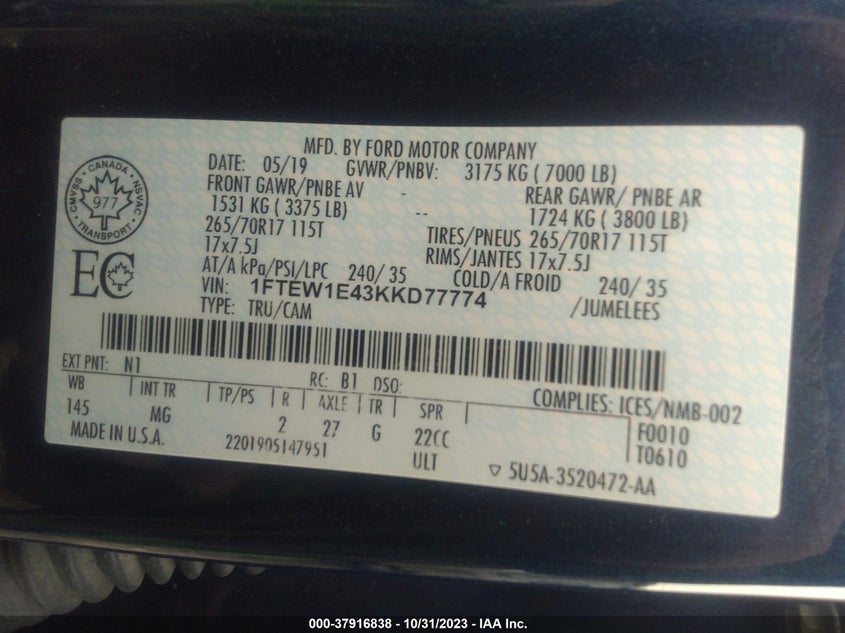 MFD. BY FORD MOTOR COMPANY
DATE: 05/19 GVWR/PNBV: 3175 KG ( 7000 LB)
FRONT GAWR/PNBE AV - REAR GAWR/ PNBE AR
1531 KG ( 3375 LB) -- 1724 KG ( 3800 LB)
265/70R17 115T TIRES/PNEUS 265/70R17 115T
17x7.5J RIMS/JANTES 17x7.5J
AT/A kPa/PSI/LPC 240/ 35 COLD/A FROID 240/ 35
VIN: 1FTEW1E43KKD77774 /JUMELEES
TYPE: TRU/CAM
CANADA
CMVSS NSVAC
977
TRANSPORT
EC
EXT PNT: N1 RC: B1 DSO:
COMPLIES: ICES/NMB-002
WB INT TR TP/PS R AXLE TR SPR
145 MG 2 27 G 22CC F0010
MADE IN U.S.A. 2201905147951 ULT T0610
5U5A-3520472-AA
000-37916838 - 10/31/2023 - IAA Inc.